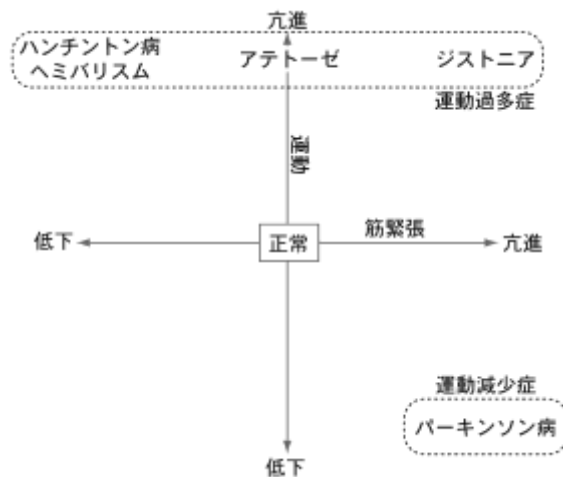 亢進
ハンチントン病
ヘミバリスム
アテトーゼ
ジストニア
運動過多症
運動
低下
正常
筋緊張
亢進
運動減少症
パーキンソン病
低下